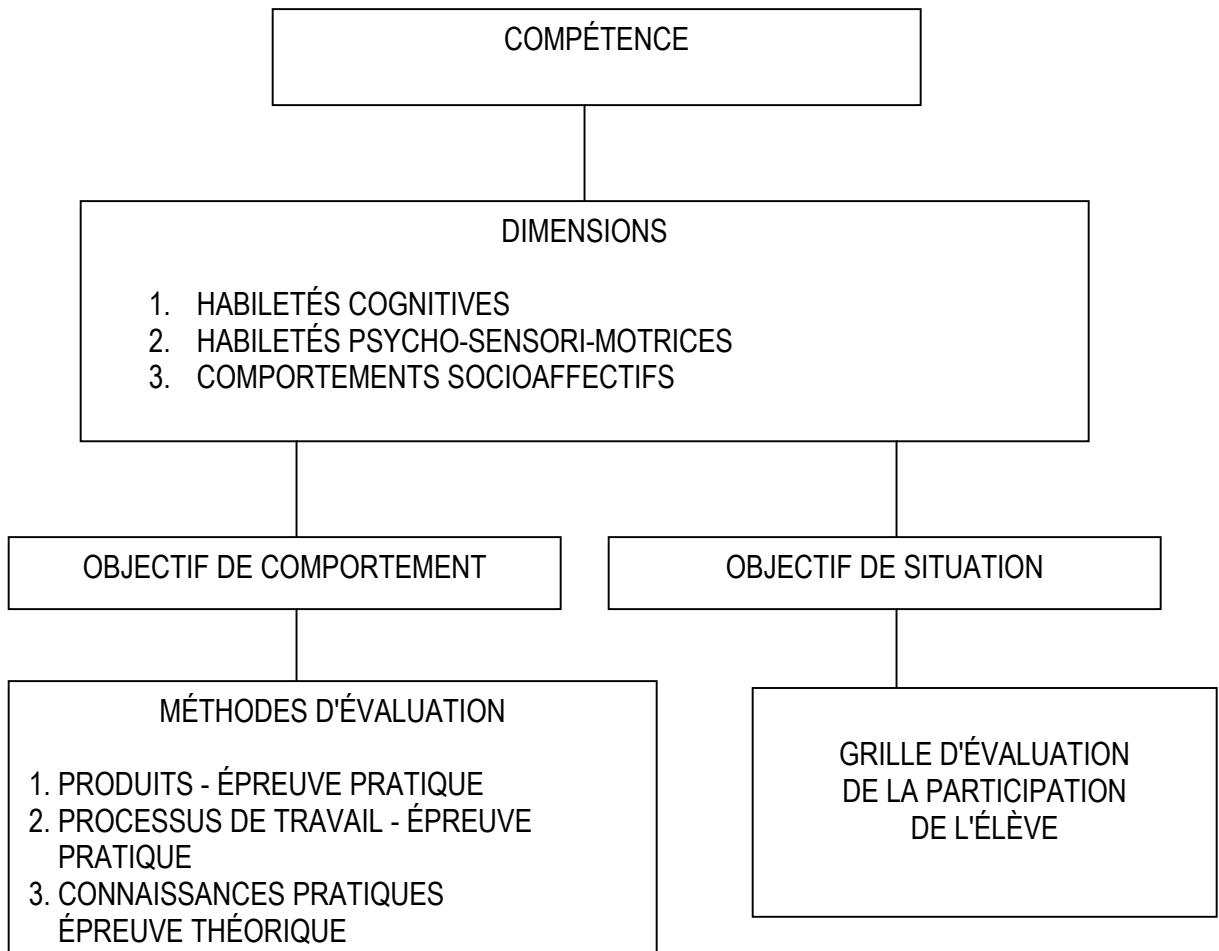 COMPÉTENCE
DIMENSIONS
1. HABILETÉS COGNITIVES
2. HABILETÉS PSYCHO-SENSORI-MOTRICES
3. COMPORTEMENTS SOCIOAFFECTIFS
OBJECTIF DE COMPORTEMENT
OBJECTIF DE SITUATION
MÉTHODES D'ÉVALUATION
1. PRODUITS - ÉPREUVE PRATIQUE
2. PROCESSUS DE TRAVAIL - ÉPREUVE
PRATIQUE
3. CONNAISSANCES PRATIQUES
ÉPREUVE THÉORIQUE
GRILLE D'ÉVALUATION
DE LA PARTICIPATION
DE L'ÉLÈVE